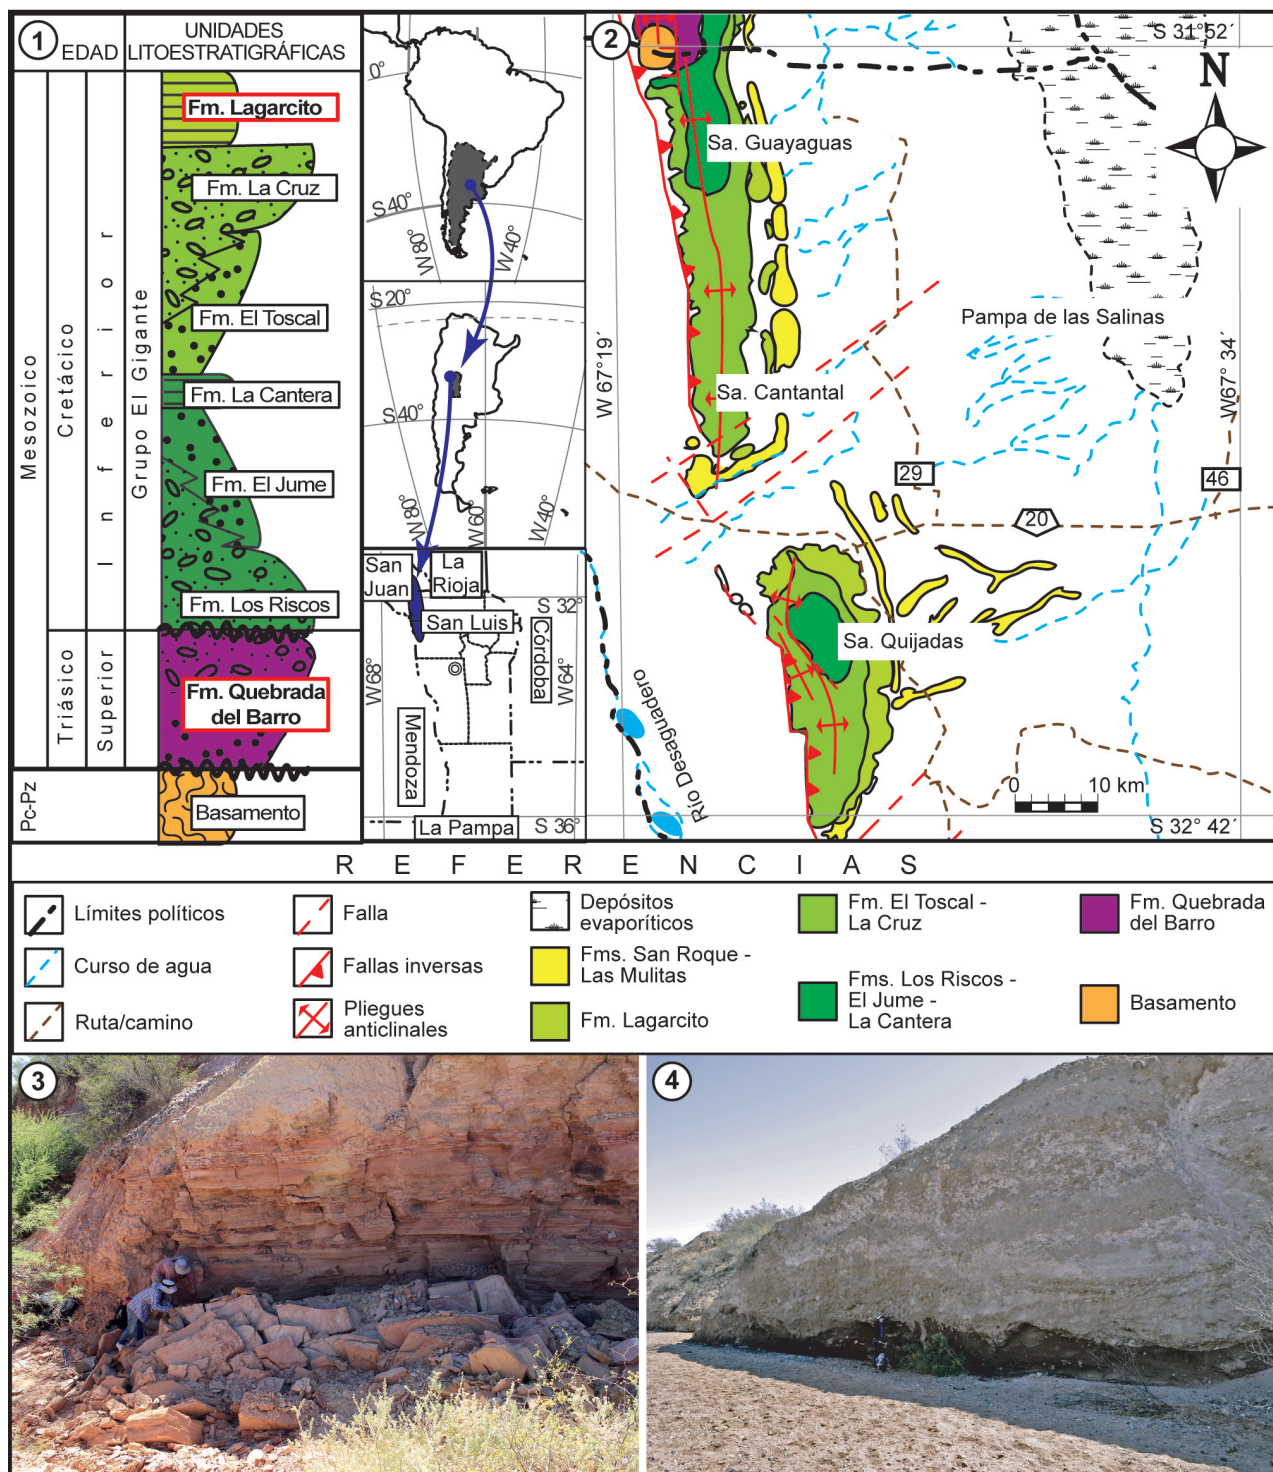 1
EDAD
UNIDADES
LITOESTRATIGRÁFICAS
Mesozoico
Cretácico
Inferior
Grupo El Gigante
Fm. Lagarcito
Fm. La Cruz
Fm. El Toscal
Fm. La Cantera
Fm. El Jume
Fm. Los Riscos
Triásico
Superior
Fm. Quebrada
del Barro
Pc-Pz
Basamento
0°
S 40°
W 80°
W 40°
S 20°
S 40°
W 80°
W 60°
W 40°
San
Juan
La
Rioja
S 32°
San Luis
Córdoba
W 68°
W 64°
Mendoza
La Pampa
S 36°
2
S 31°52´
N
Sa. Guayaguas
Pampa de las Salinas
W 67°19´
W67° 34´
Sa. Cantantal
29
46
20
Sa. Quijadas
Río Desaguadero
0
10 km
S 32° 42´
REFERENCIAS
Límites políticos
Curso de agua
Ruta/camino
Falla
Fallas inversas
Pliegues
anticlinales
Depósitos
evaporíticos
Fms. San Roque -
Las Mulitas
Fm. Lagarcito
Fm. El Toscal -
La Cruz
Fms. Los Riscos -
El Jume -
La Cantera
Fm. Quebrada
del Barro
Basamento
3
4